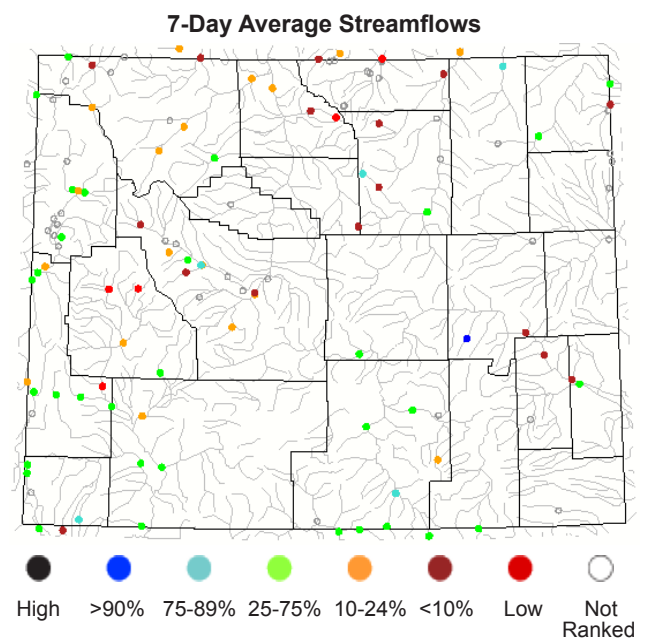 7-Day Average Streamflows
High >90% 75-89% 25-75% 10-24% <10% Low Not
Ranked